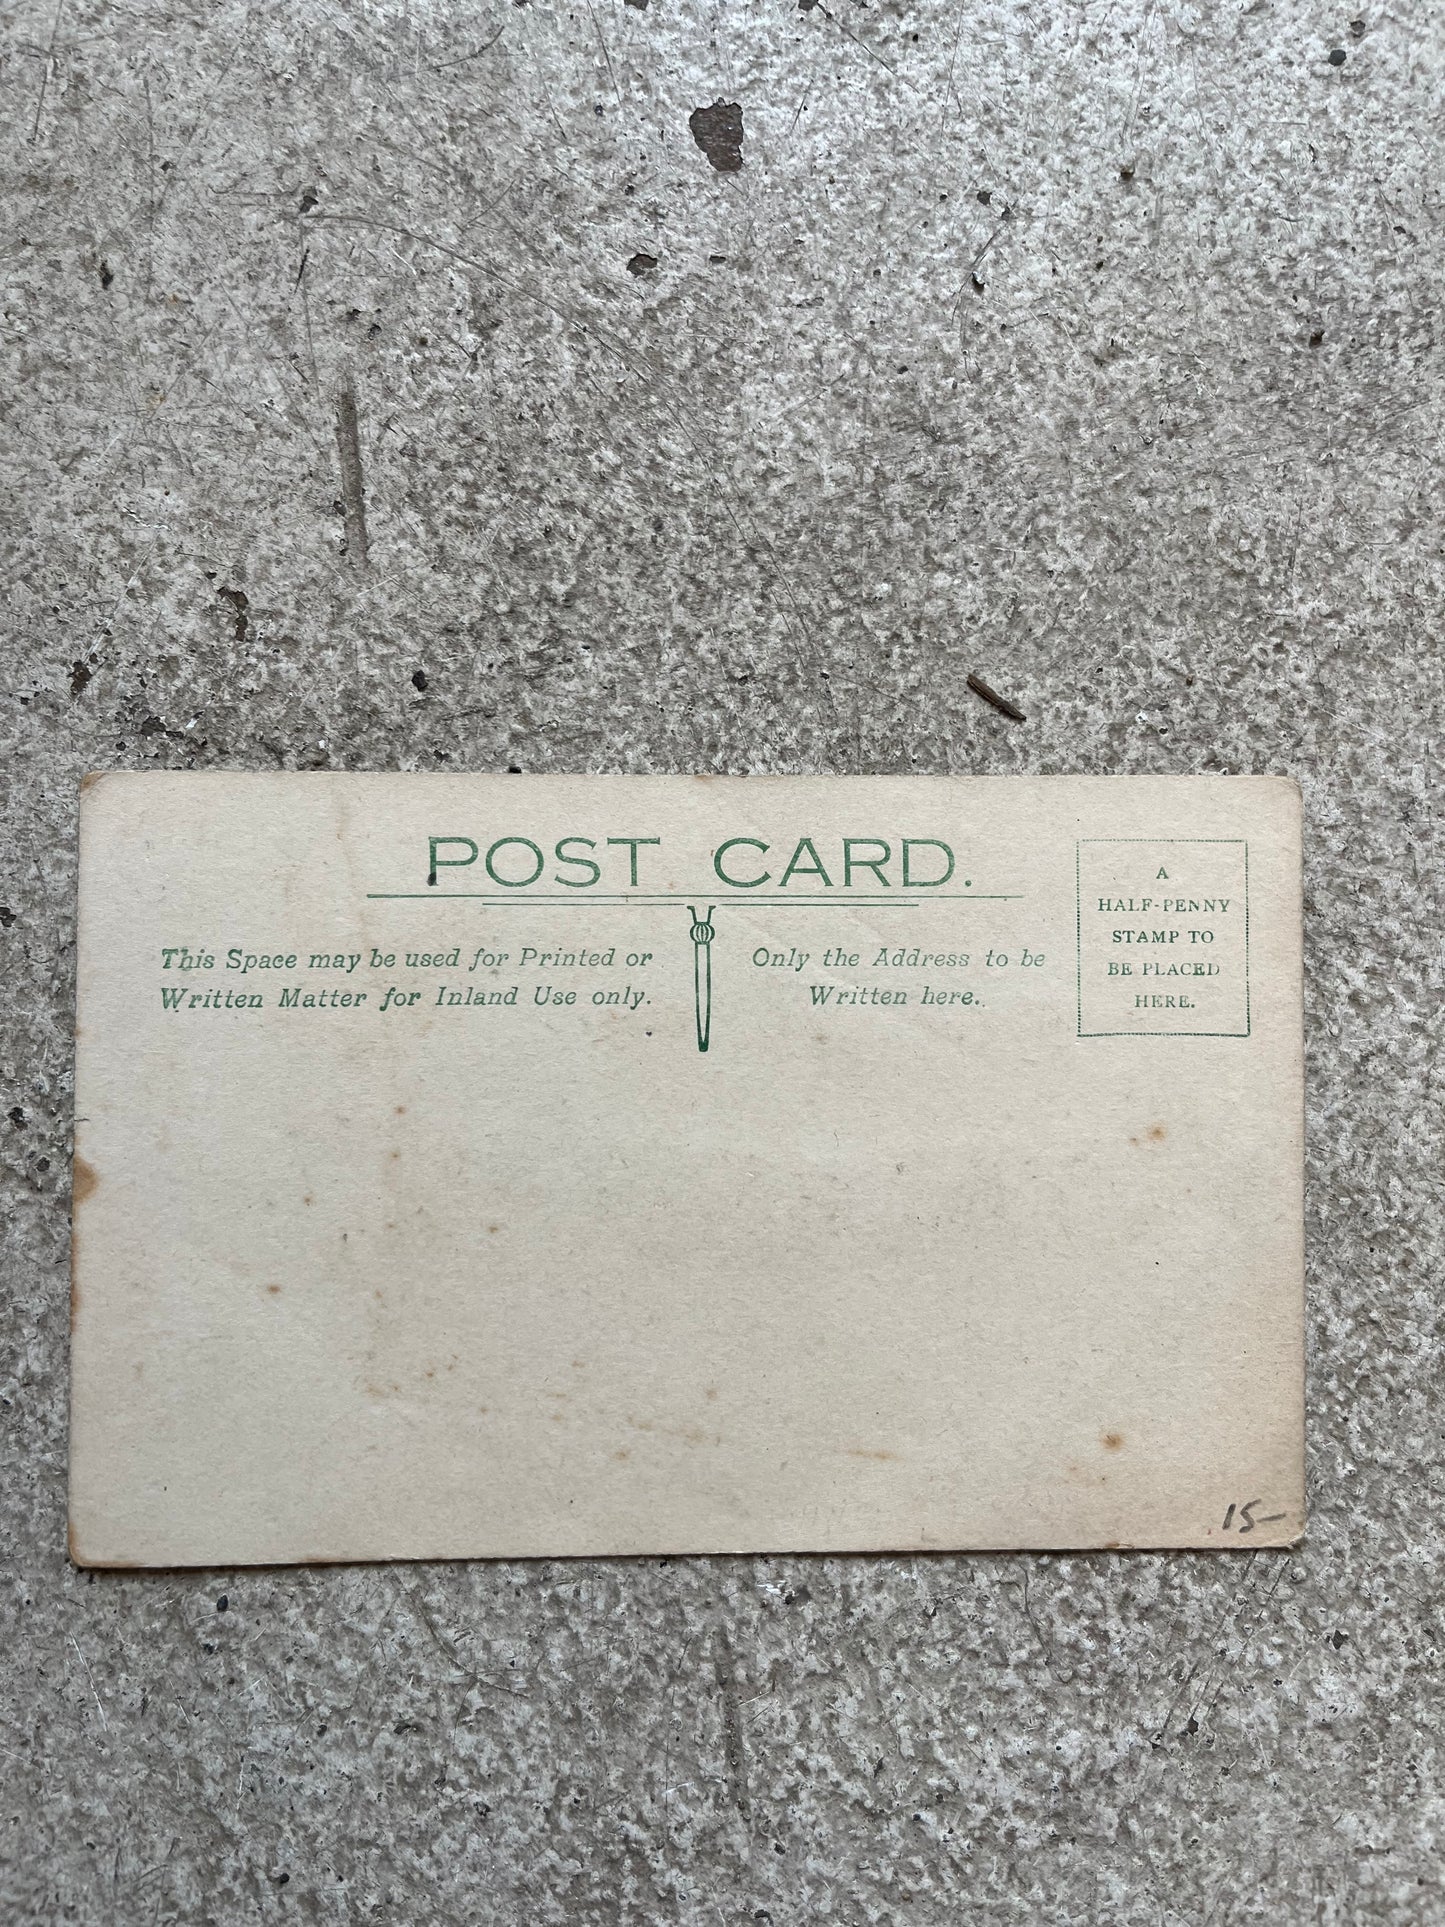 POST CARD.
This Space may be used for Printed or
Written Matter for Inland Use only.
Only the Address to be
Written here.
A
HALF-PENNY
STAMP TO
BE PLACED
HERE.
15-